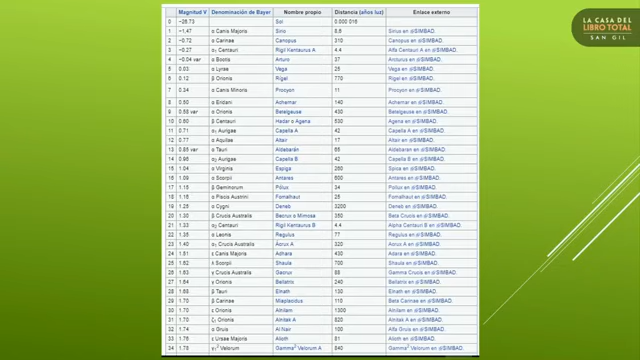 LA CASA DEL
LIBRO TOTAL
SAN GIL
Magnitud V Denominación de Bayer Nombre propio Distancia (años luz) Enlace externo
0 −26.73 Sol 0.000 016
1 −1.47 α Canis Majoris Sirio 8.6 Sirius en @SIMBAD.
2 −0.72 α Carinae Canopus 310 Canopus en @SIMBAD.
3 −0.27 α₁ Centauri Rigil Kentaurus A 4.4 Alfa Centauri A en @SIMBAD.
4 −0.04 var α Bootis Arturo 37 Arcturus en @SIMBAD.
5 0.03 α Lyrae Vega 25 Vega en @SIMBAD.
6 0.12 β Orionis Rígel 770 Rigel en @SIMBAD.
7 0.34 α Canis Minoris Procyon 11 Procyon en @SIMBAD.
8 0.50 α Eridani Achernar 140 Achernar en @SIMBAD.
9 0.58 var α Orionis Betelgeuse 430 Betelgeuse en @SIMBAD.
10 0.60 β Centauri Hadar o Agena 530 Agena en @SIMBAD.
11 0.71 α₁ Aurigae Capella A 42 Capella A en @SIMBAD.
12 0.77 α Aquilae Altair 17 Altair en @SIMBAD.
13 0.85 var α Tauri Aldebarán 65 Aldebarán en @SIMBAD.
14 0.96 α₂ Aurigae Capella B 42 Capella B en @SIMBAD.
15 1.04 α Virginis Espiga 260 Spica en @SIMBAD.
16 1.09 α Scorpii Antares 600 Antares en @SIMBAD.
17 1.15 β Geminorum Pólux 34 Pollux en @SIMBAD.
18 1.16 α Piscis Austrini Fomalhaut 25 Fomalhaut en @SIMBAD.
19 1.25 α Cygni Deneb 3200 Deneb en @SIMBAD.
20 1.30 β Crucis Australis Becrux o Mimosa 350 Beta Crucis en @SIMBAD.
21 1.33 α₂ Centauri Rigil Kentaurus B 4.4 Alpha Centauri B en @SIMBAD.
22 1.35 α Leonis Regulus 77 Regulus en @SIMBAD.
23 1.40 α₁ Crucis Australis Acrux A 320 Acrux A en @SIMBAD.
24 1.51 ε Canis Majoris Adhara 430 Adara en @SIMBAD.
25 1.62 λ Scorpii Shaula 700 Shaula en @SIMBAD.
26 1.63 γ Crucis Australis Gacrux 88 Gamma Crucis en @SIMBAD.
27 1.64 γ Orionis Bellatrix 240 Bellatrix en @SIMBAD.
28 1.68 β Tauri Elnath 130 Elnath en @SIMBAD.
29 1.70 β Carinae Miaplacidus 110 Beta Carinae en @SIMBAD.
30 1.70 ε Orionis Alnilam 1300 Alnilam en @SIMBAD.
31 1.70 ζ₁ Orionis Alnitak A 820 Alnitak A en @SIMBAD.
32 1.74 α Gruis Al Nair 100 Alfa Gruis en @SIMBAD.
33 1.76 ε Ursae Majoris Alioth 81 Alioth en @SIMBAD.
34 1.78 γ₁² Velorum Gamma² Velorum A 840 Gamma² Velorum en @SIMBAD.